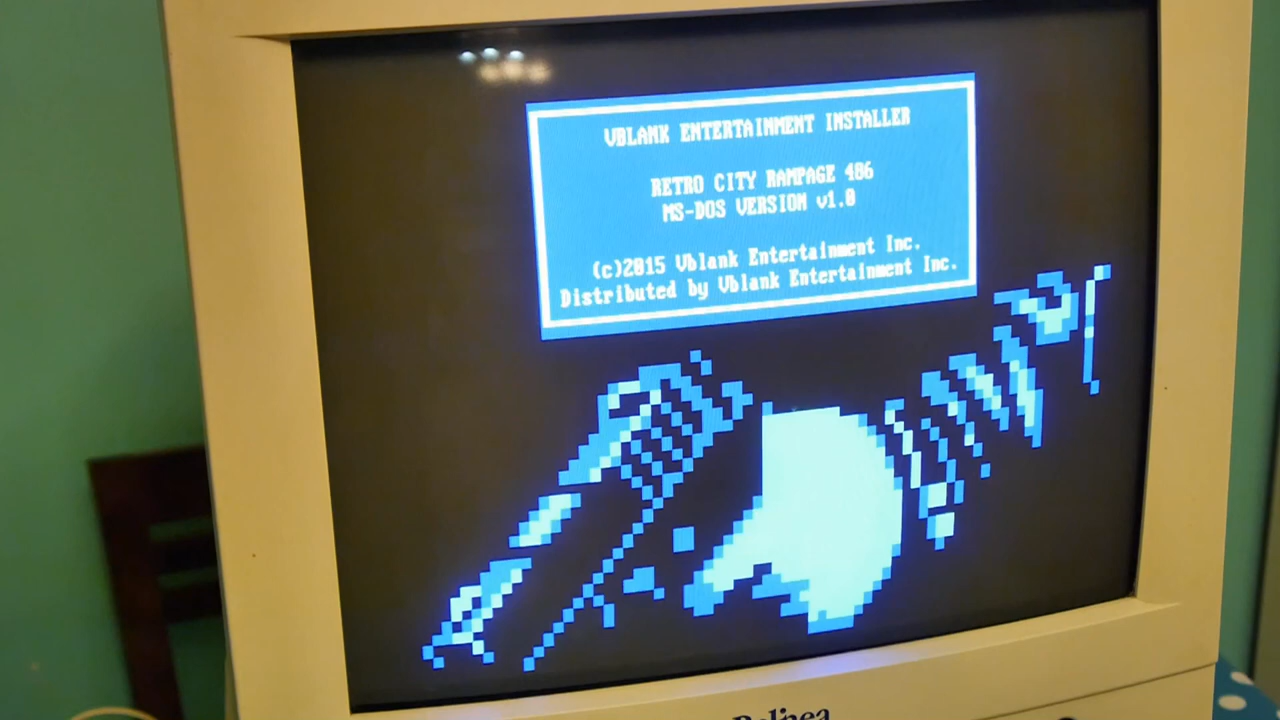 VBLANK ENTERTAINMENT INSTALLER
RETRO CITY RAMPAGE 486
MS-DOS VERSION v1.0
(c)2015 Vblank Entertainment Inc.
Distributed by Vblank Entertainment Inc.
Belinea